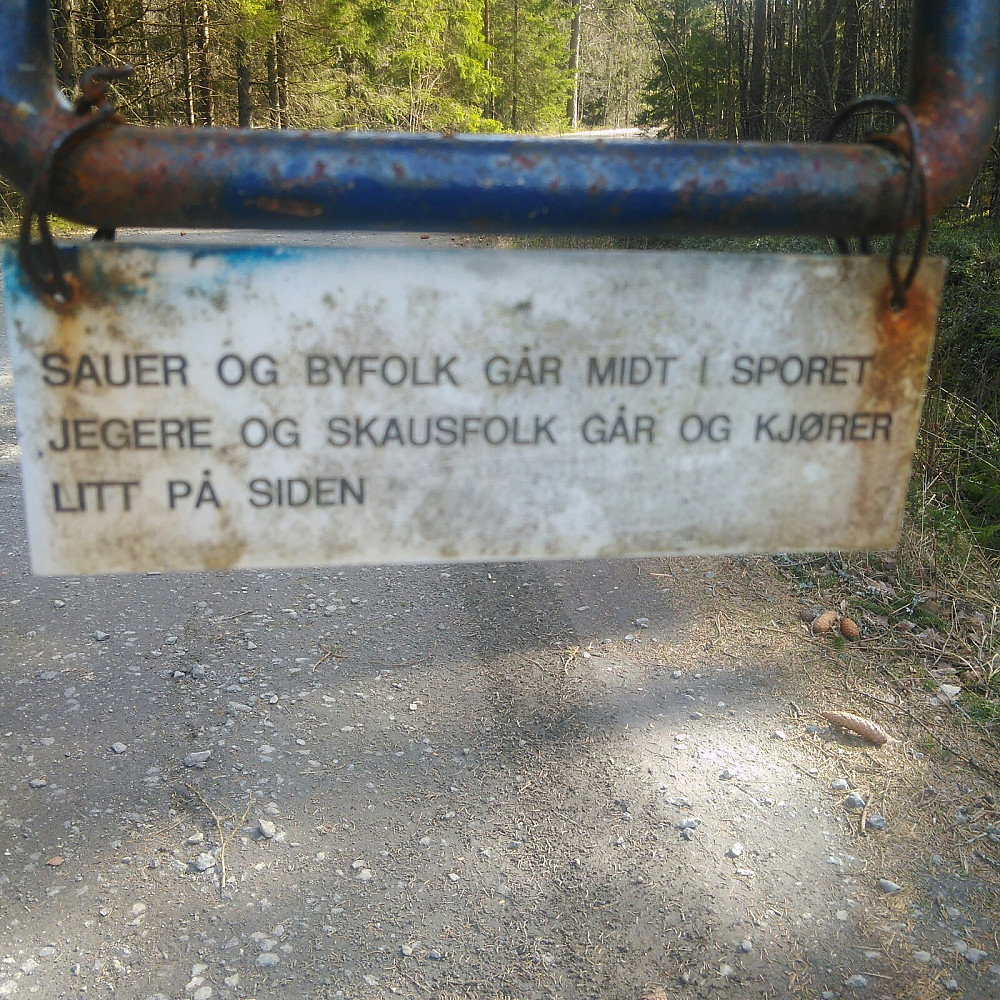 SAUER OG BYFOLK GÅR MIDT I SPORET
JEGERE OG SKAUSFOLK GÅR OG KJØRER
LITT PÅ SIDEN